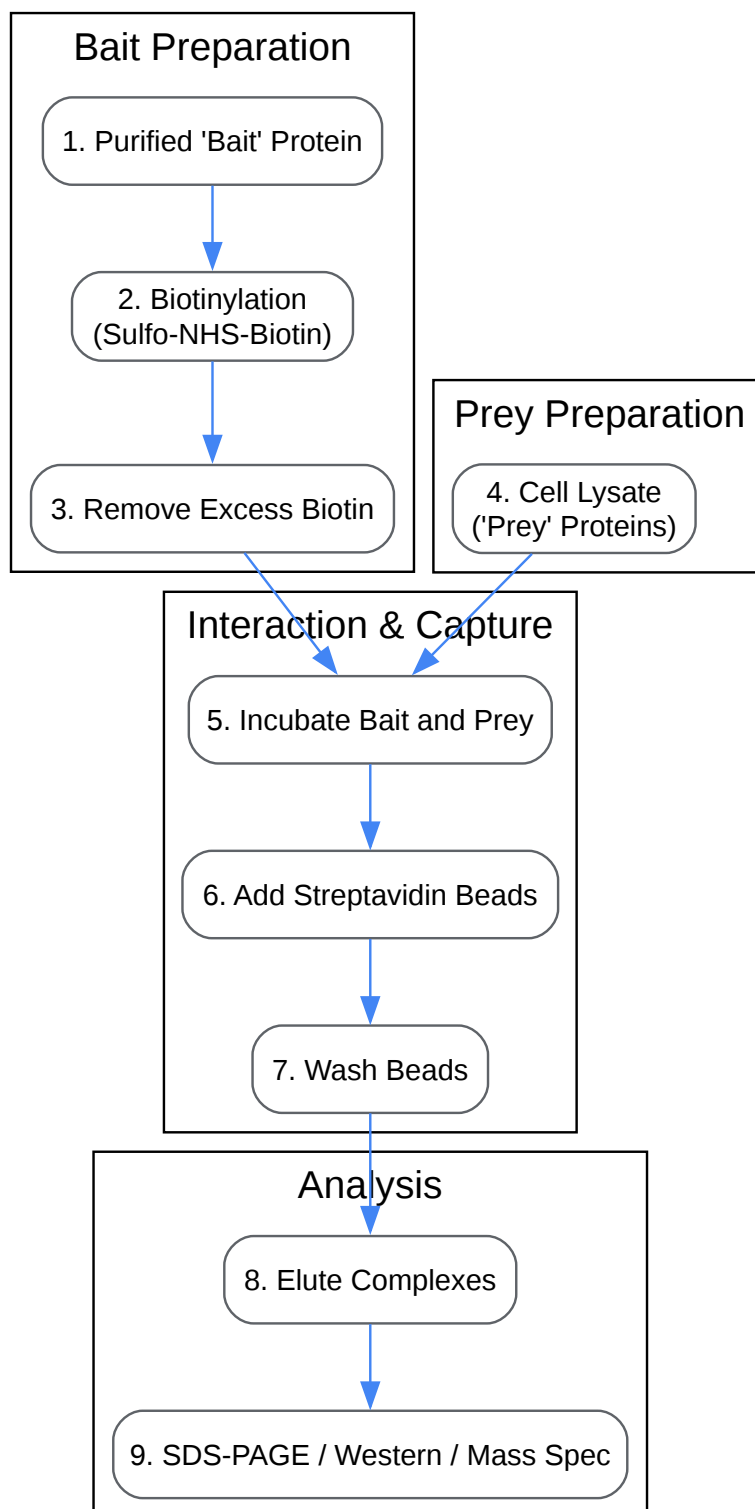 Bait Preparation
1. Purified 'Bait' Protein
2. Biotinylation
(Sulfo-NHS-Biotin)
3. Remove Excess Biotin
Prey Preparation
4. Cell Lysate
('Prey' Proteins)
Interaction & Capture
5. Incubate Bait and Prey
6. Add Streptavidin Beads
7. Wash Beads
Analysis
8. Elute Complexes
9. SDS-PAGE / Western / Mass Spec